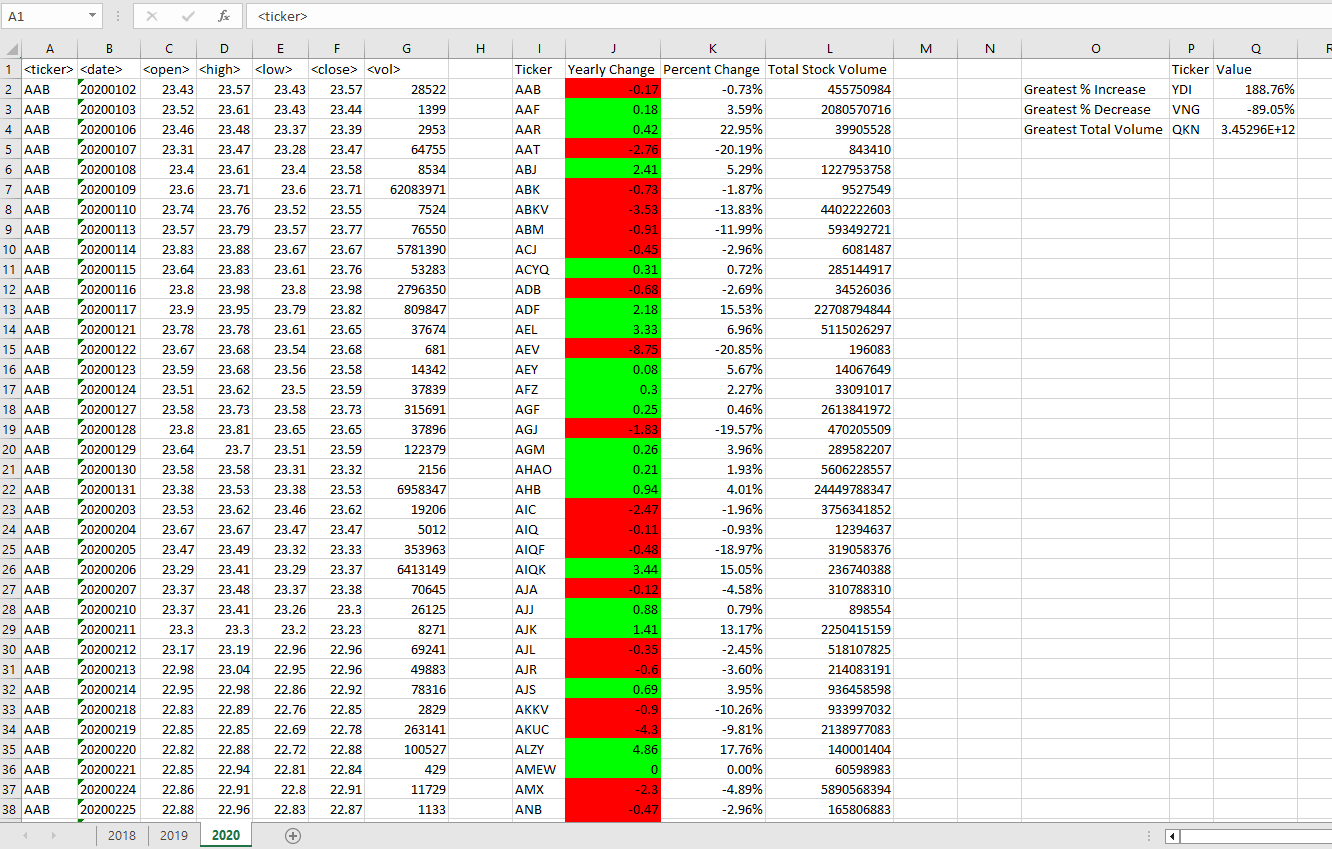 A1 fx <ticker>
A B C D E F G H I J K L M N O P Q R
1 <ticker> <date> <open> <high> <low> <close> <vol> Ticker Yearly Change Percent Change Total Stock Volume Ticker Value
2 AAB 20200102 23.43 23.57 23.43 23.57 28522 AAB -0.17 -0.73% 455750984 Greatest % Increase YDI 188.76%
3 AAB 20200103 23.52 23.61 23.43 23.44 1399 AAF 0.18 3.59% 2080570716 Greatest % Decrease VNG -89.05%
4 AAB 20200106 23.46 23.48 23.37 23.39 2953 AAR 0.42 22.95% 39905528 Greatest Total Volume QKN 3.45296E+12
5 AAB 20200107 23.31 23.47 23.28 23.47 64755 AAT -2.76 -20.19% 843410
6 AAB 20200108 23.4 23.61 23.4 23.58 8534 ABJ 2.41 5.29% 1227953758
7 AAB 20200109 23.6 23.71 23.6 23.71 62083971 ABK -0.73 -1.87% 9527549
8 AAB 20200110 23.74 23.76 23.52 23.55 7524 ABKV -3.53 -13.83% 4402222603
9 AAB 20200113 23.57 23.79 23.57 23.77 76550 ABM -0.91 -11.99% 593492721
10 AAB 20200114 23.83 23.88 23.67 23.67 5781390 ACJ -0.45 -2.96% 6081487
11 AAB 20200115 23.64 23.83 23.61 23.76 53283 ACYQ 0.31 0.72% 285144917
12 AAB 20200116 23.8 23.98 23.8 23.98 2796350 ADB -0.68 -2.69% 34526036
13 AAB 20200117 23.9 23.95 23.79 23.82 809847 ADF 2.18 15.53% 22708794844
14 AAB 20200121 23.78 23.78 23.61 23.65 37674 AEL 3.33 6.96% 5115026297
15 AAB 20200122 23.67 23.68 23.54 23.68 681 AEV -8.75 -20.85% 196083
16 AAB 20200123 23.59 23.68 23.56 23.58 14342 AEY 0.08 5.67% 14067649
17 AAB 20200124 23.51 23.62 23.5 23.59 37839 AFZ 0.3 2.27% 33091017
18 AAB 20200127 23.58 23.73 23.58 23.73 315691 AGF 0.25 0.46% 2613841972
19 AAB 20200128 23.8 23.81 23.65 23.65 37896 AGJ -1.83 -19.57% 470205509
20 AAB 20200129 23.64 23.7 23.51 23.59 122379 AGM 0.26 3.96% 289582207
21 AAB 20200130 23.58 23.58 23.31 23.32 2156 AHAO 0.21 1.93% 5606228557
22 AAB 20200131 23.38 23.53 23.38 23.53 6958347 AHB 0.94 4.01% 24449788347
23 AAB 20200203 23.53 23.62 23.46 23.62 19206 AIC -2.47 -1.96% 3756341852
24 AAB 20200204 23.67 23.67 23.47 23.47 5012 AIQ -0.11 -0.93% 12394637
25 AAB 20200205 23.47 23.49 23.32 23.33 353963 AIQF -0.48 -18.97% 319058376
26 AAB 20200206 23.29 23.41 23.29 23.37 6413149 AIQK 3.44 15.05% 236740388
27 AAB 20200207 23.37 23.48 23.37 23.38 70645 AJA -0.12 -4.58% 310788310
28 AAB 20200210 23.37 23.41 23.26 23.3 26125 AJJ 0.88 0.79% 898554
29 AAB 20200211 23.3 23.3 23.2 23.23 8271 AJK 1.41 13.17% 2250415159
30 AAB 20200212 23.17 23.19 22.96 22.96 69241 AJL -0.35 -2.45% 518107825
31 AAB 20200213 22.98 23.04 22.95 22.96 49883 AJR -0.6 -3.60% 214083191
32 AAB 20200214 22.95 22.98 22.86 22.92 78316 AJS 0.69 3.95% 936458598
33 AAB 20200218 22.83 22.89 22.76 22.85 2829 AKKV -0.9 -10.26% 933997032
34 AAB 20200219 22.85 22.85 22.69 22.78 263141 AKUC -4.3 -9.81% 2138977083
35 AAB 20200220 22.82 22.88 22.72 22.88 100527 ALZY 4.86 17.76% 140001404
36 AAB 20200221 22.85 22.94 22.81 22.84 429 AMEW 0 0.00% 60598983
37 AAB 20200224 22.86 22.91 22.8 22.91 11729 AMX -2.3 -4.89% 5890568394
38 AAB 20200225 22.88 22.96 22.83 22.87 1133 ANB -0.47 -2.96% 165806883
2018 2019 2020